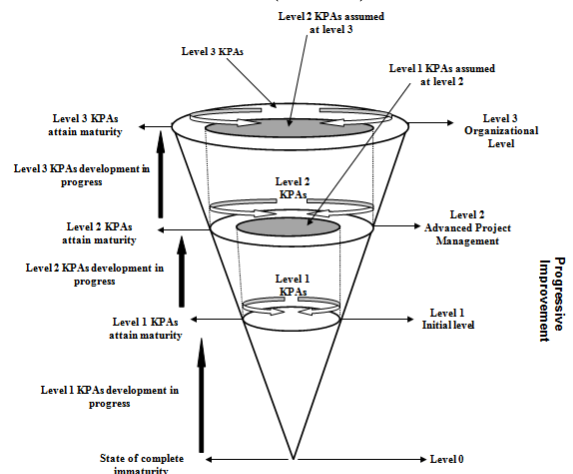 Level 2 KPAs assumed
at level 3
Level 3 KPAs
Level 1 KPAs assumed
at level 2
Level 3 KPAs
attain maturity
Level 3
Organizational
Level
Level 3 KPAs development in
progress
Level 2
KPAs
Level 2 KPAs
attain maturity
Level 2
Advanced Project
Management
Level 2 KPAs development in
progress
Progressive
Improvement
Level 1
KPAs
Level 1 KPAs
attain maturity
Level 1
Initial level
Level 1 KPAs development in
progress
State of complete
immaturity
Level 0